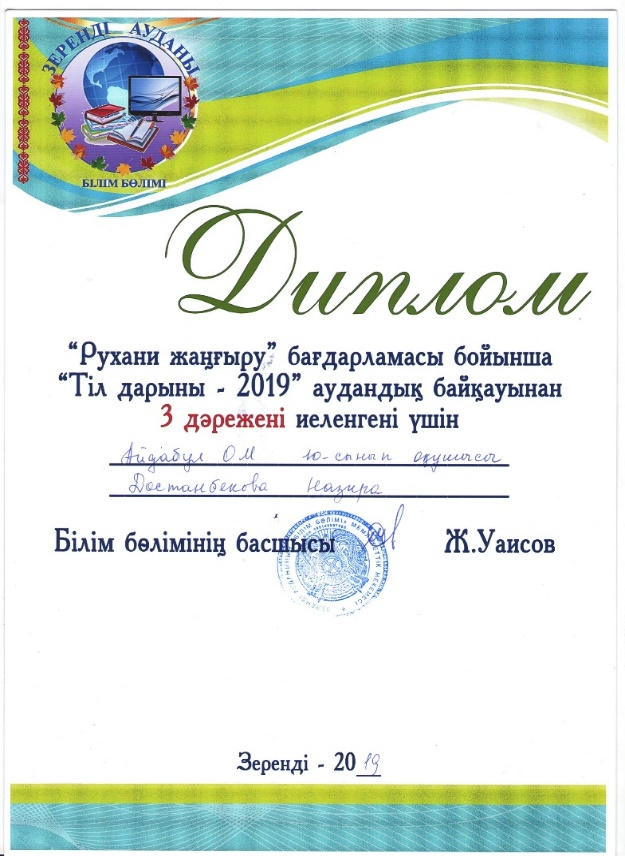 ЗЕРЕНДІ АУДАНЫ
БІЛІМ БӨЛІМІ
Диплом
“Рухани жаңғыру” бағдарламасы бойынша
“Тіл дарыны - 2019” аудандық байқауынан
3 дәрежені иеленгені үшін
Айдабул ОМ 10-сынып оқушысы
Достанбекова Назира
Білім бөлімінің басшысы Ж.Уаисов
Зеренді - 2019